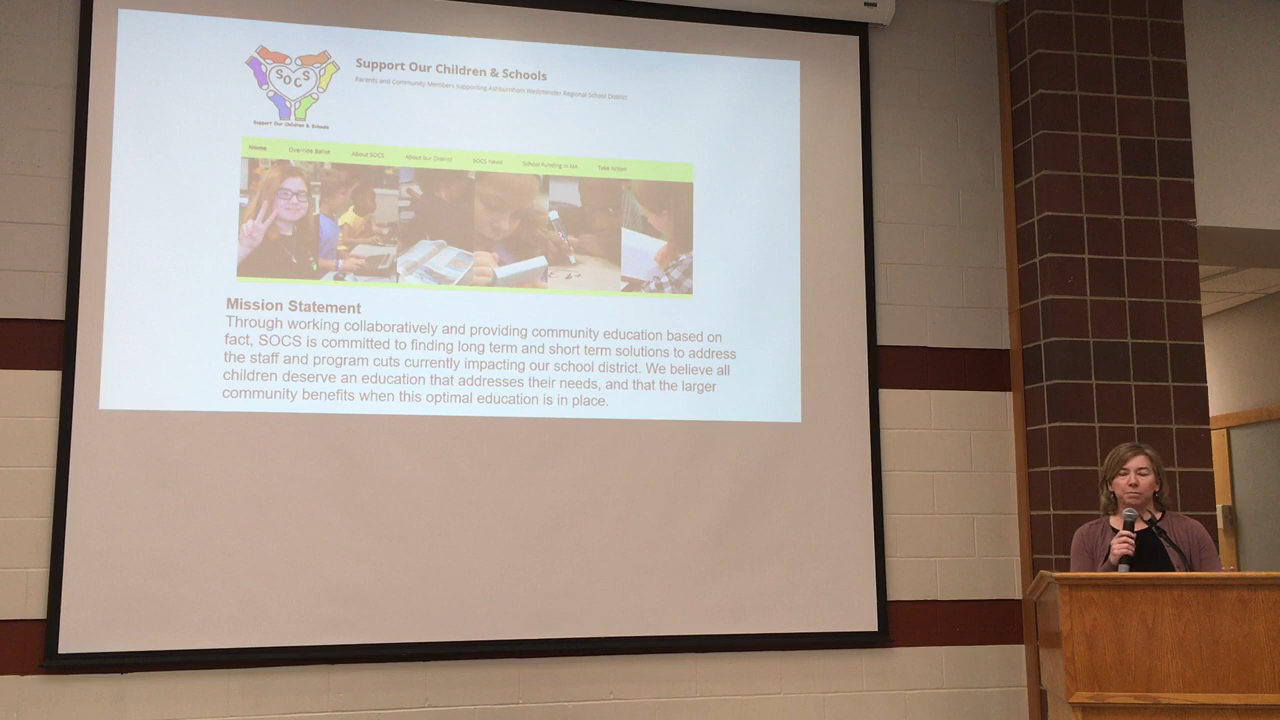 SOCS
Support Our Children & Schools
Support Our Children & Schools
Parents and Community Members supporting Ashburnham Westminster Regional School District
Home Override Ballot About SOCS About our District SOCS News School Funding in MA Take Action
Mission Statement
Through working collaboratively and providing community education based on
fact, SOCS is committed to finding long term and short term solutions to address
the staff and program cuts currently impacting our school district. We believe all
children deserve an education that addresses their needs, and that the larger
community benefits when this optimal education is in place.